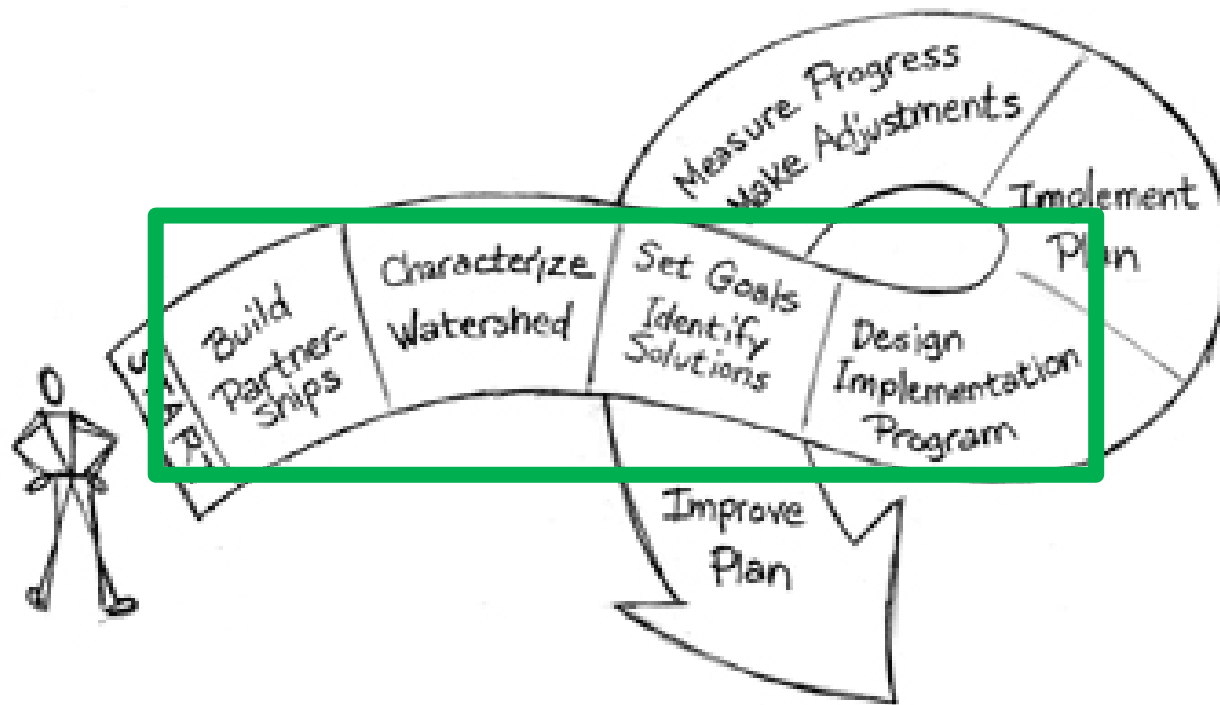 START
Build
Partner-
ships
Characterize
Watershed
Set Goals
Identify
Solutions
Design
Implementation
Program
Implement
Plan
Measure Progress
Make Adjustments
Improve
Plan